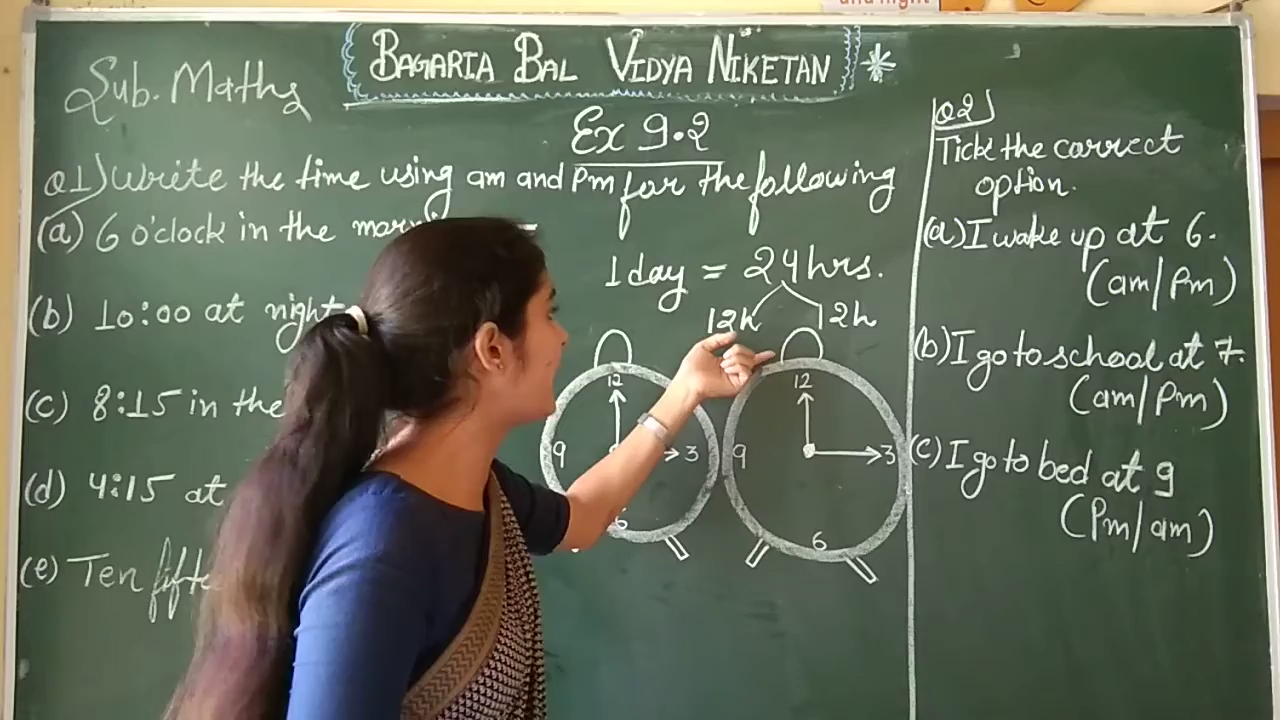 and night
BAGARIA BAL VIDYA NIKETAN
Sub. Maths
Ex 9.2
Q1) Write the time using am and Pm for the following
(a) 6 o'clock in the
(b) 10:00 at night
(c) 8:15 in the
(d) 4:15 at
(e) Ten
1 day = 24 hrs.
12h 12h
12
9 3
6
12
9 3
6
Q2)
Tick the correct
option.
(a) I wake up at 6.
(am/Pm)
(b) I go to school at 7.
(am/Pm)
(c) I go to bed at 9
(Pm/am)